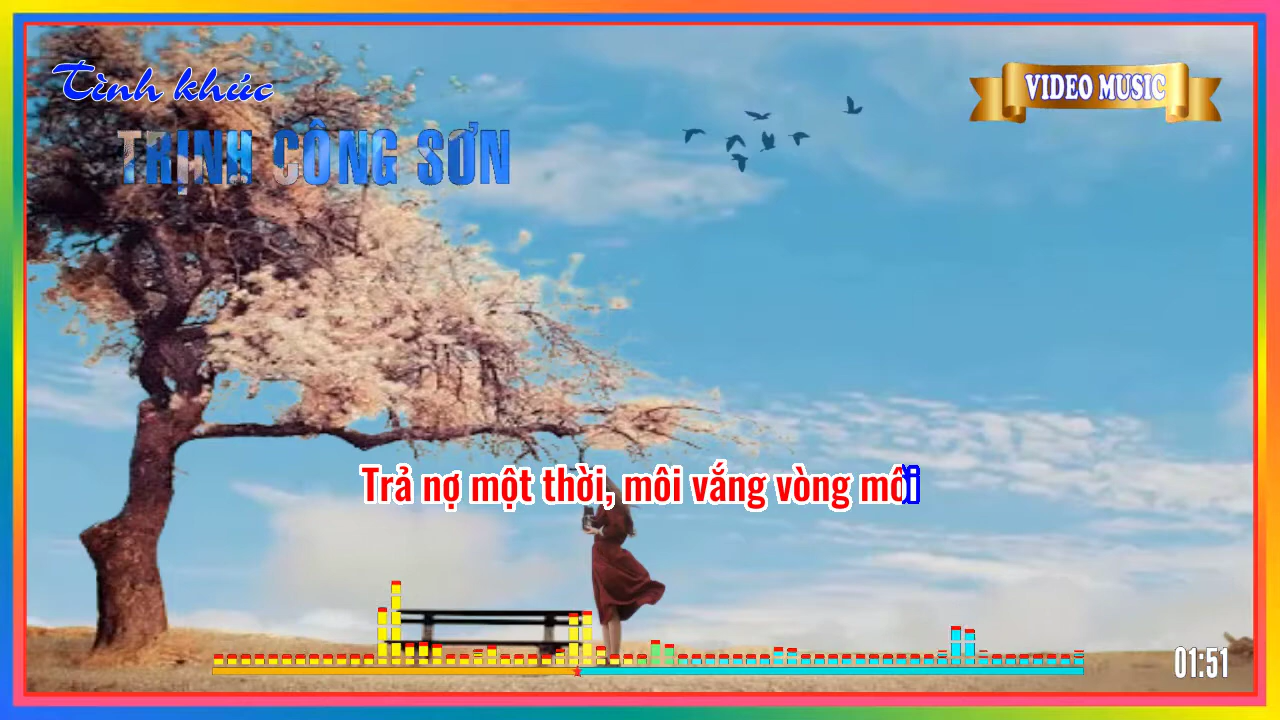 Tình khúc
VIDEO MUSIC
TRỊNH CÔNG SƠN
Trả nợ một thời, môi vắng vòng môi
01:51